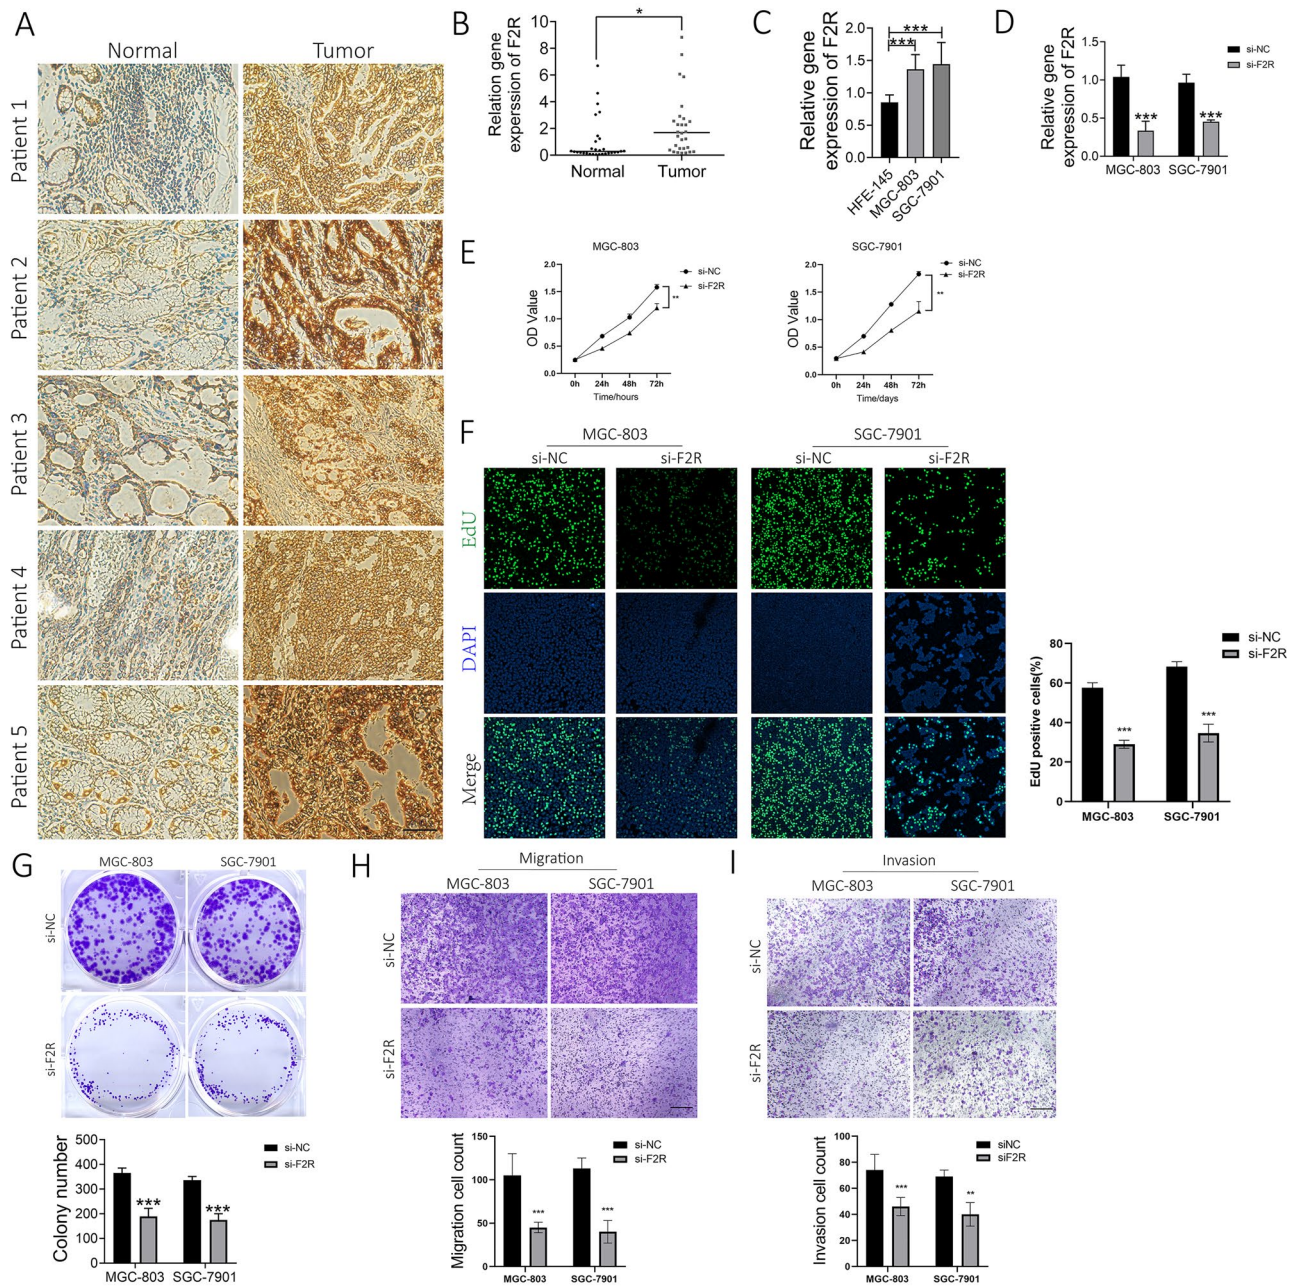 A
Normal
Tumor
Patient 1
Patient 2
Patient 3
Patient 4
Patient 5
B
Relation gene
experssion of F2R
10
8
6
4
2
0
*
Normal
Tumor
C
Relative gene
expression of F2R
2.0
1.5
1.0
0.5
0.0
***
***
HFE-145
MGC-803
SGC-7901
D
Relative gene
expression of F2R
1.5
1.0
0.5
0.0
***
***
MGC-803
SGC-7901
si-NC
si-F2R
E
MGC-803
OD Value
2.0
1.5
1.0
0.5
0.0
0h
24h
48h
72h
Time/hours
si-NC
si-F2R
**
SGC-7901
OD Value
2.0
1.5
1.0
0.5
0.0
0h
24h
48h
72h
Time/days
si-NC
si-F2R
**
F
MGC-803
SGC-7901
si-NC
si-F2R
si-NC
si-F2R
EdU
DAPI
Merge
EdU positive cells(%)
80
60
40
20
0
***
***
MGC-803
SGC-7901
si-NC
si-F2R
G
MGC-803
SGC-7901
si-NC
si-F2R
Colony number
500
400
300
200
100
0
***
***
MGC-803
SGC-7901
si-NC
si-F2R
H
Migration
MGC-803
SGC-7901
si-NC
si-F2R
Migration cell count
150
100
50
0
***
***
MGC-803
SGC-7901
si-NC
si-F2R
I
Invasion
MGC-803
SGC-7901
si-NC
si-F2R
Invasion cell count
100
80
60
40
20
0
***
**
MGC-803
SGC-7901
siNC
siF2R